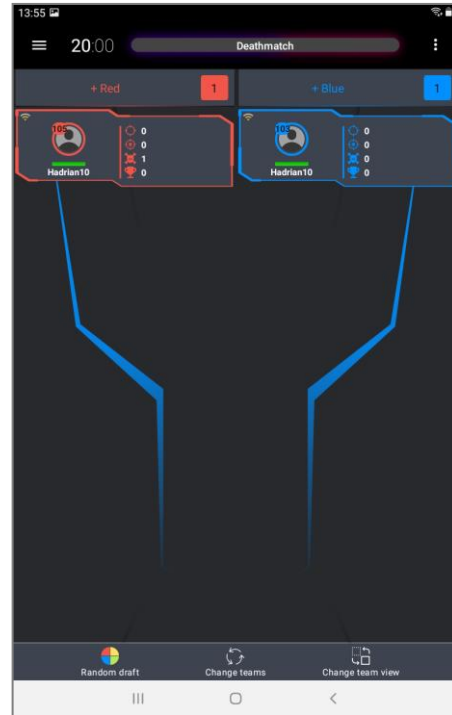 13:55
20:00
Deathmatch
+ Red
1
+ Blue
1
105
0
0
1
0
Hadrian10
103
0
0
0
0
Hadrian10
Random draft
Change teams
Change team view